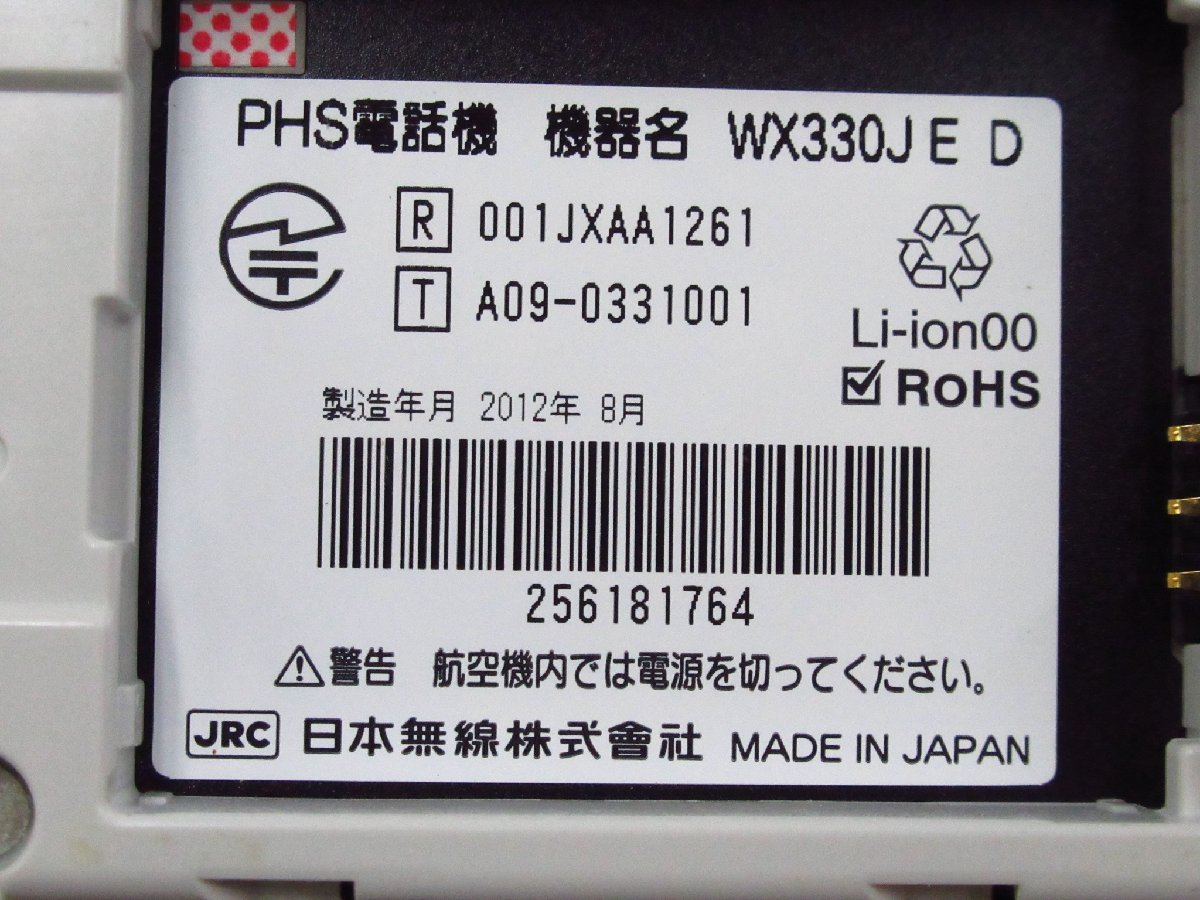 PHS電話機 機器名 WX330J E D
R 001JXAA1261
T A09-0331001
Li-ion00
RoHS
製造年月 2012年 8月
256181764
警告 航空機内では電源を切ってください。
JRC 日本無線株式會社 MADE IN JAPAN